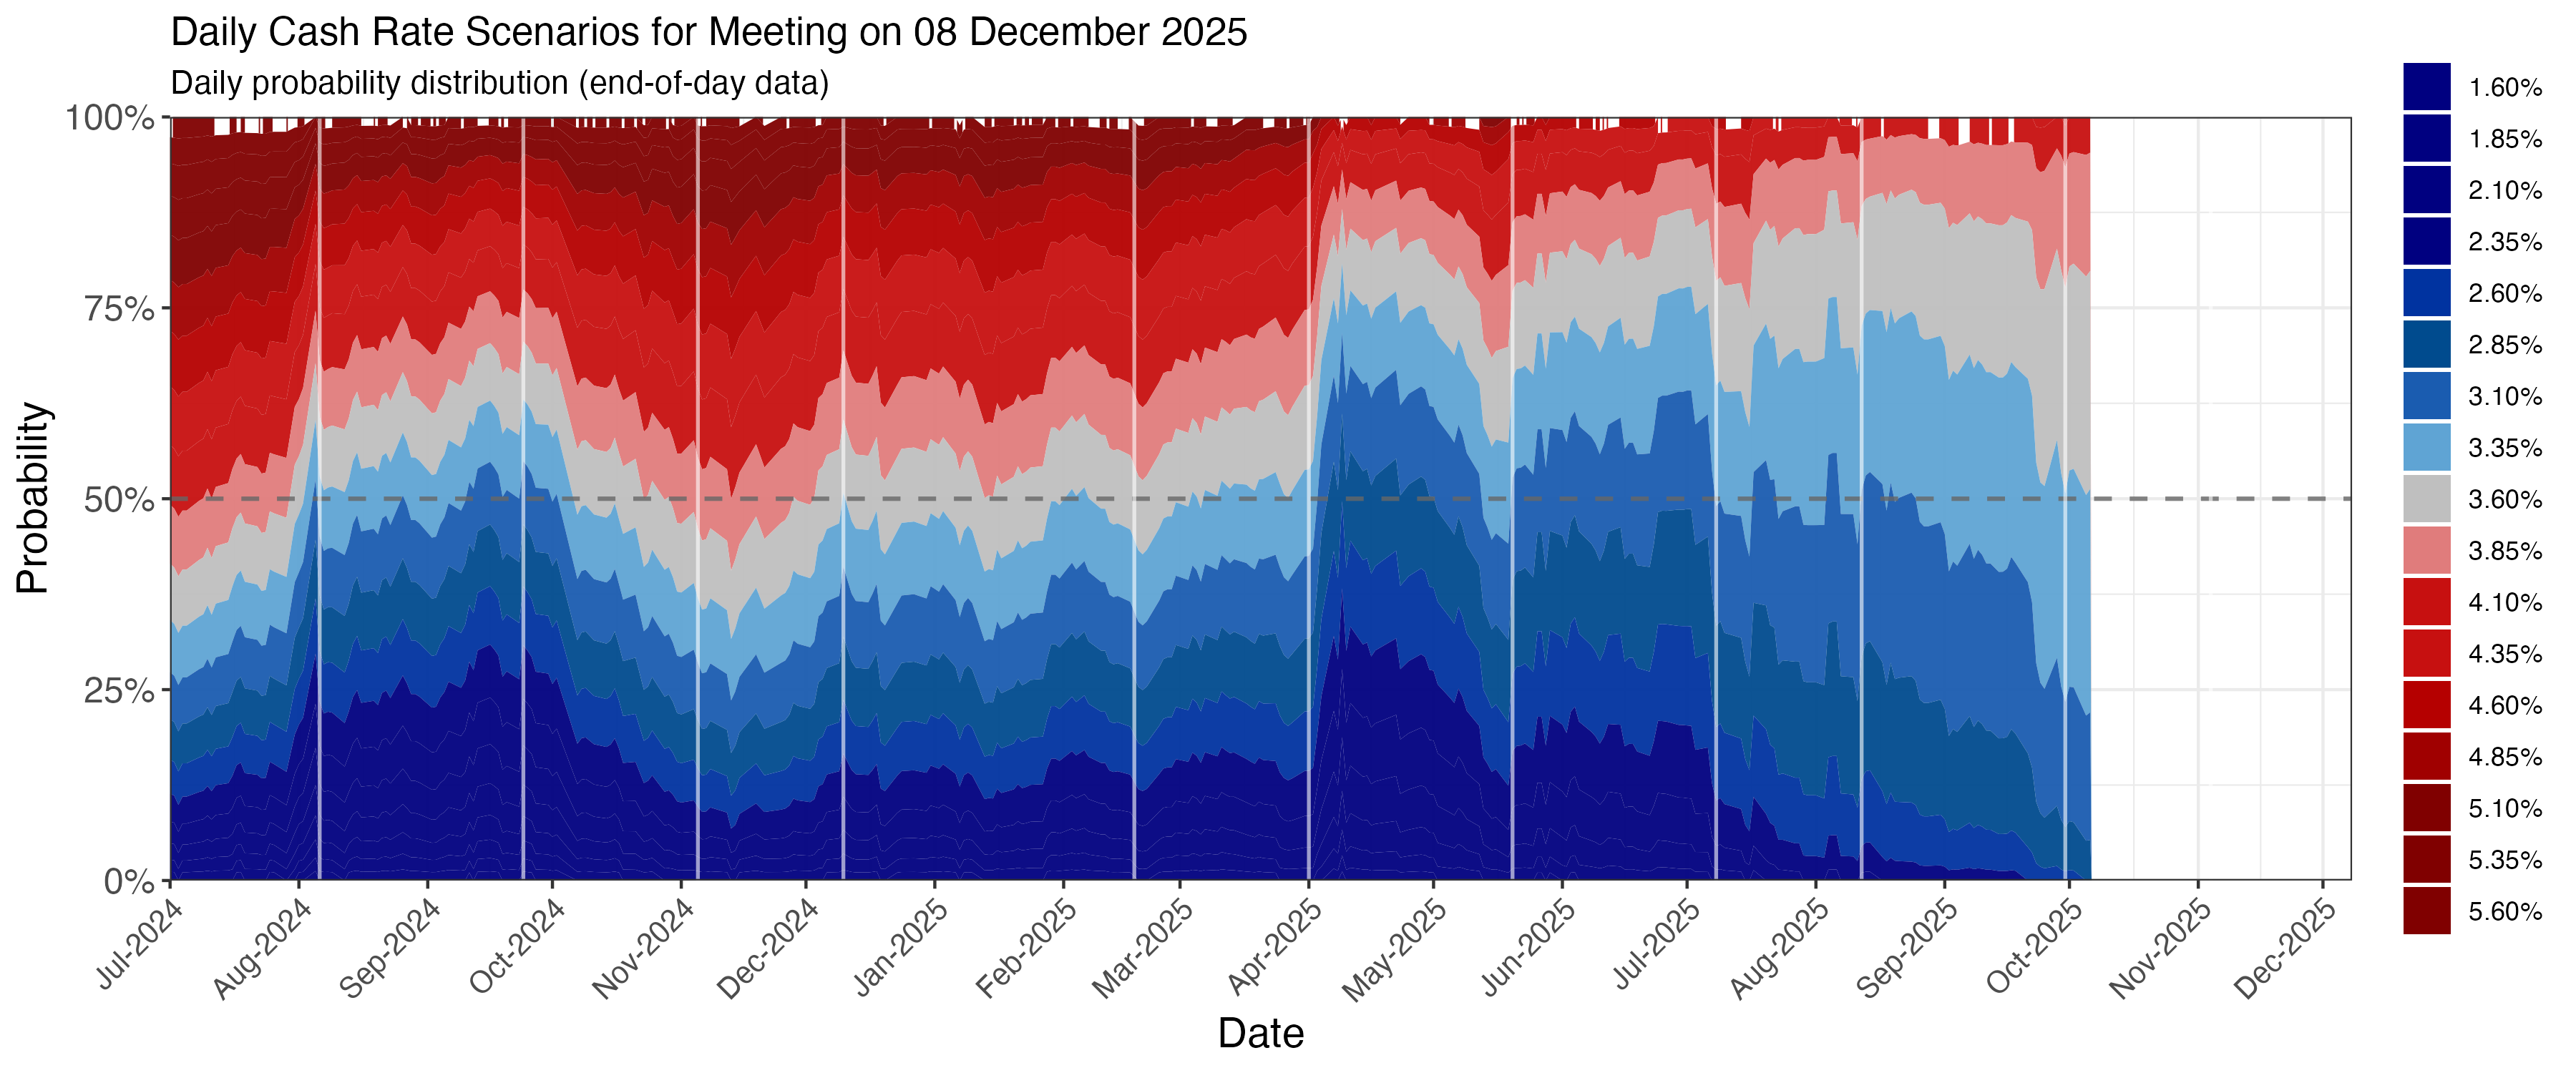 Daily Cash Rate Scenarios for Meeting on 08 December 2025
Daily probability distribution (end-of-day data)
Probability
100%
75%
50%
25%
0%
Jul-2024
Aug-2024
Sep-2024
Oct-2024
Nov-2024
Dec-2024
Jan-2025
Feb-2025
Mar-2025
Apr-2025
May-2025
Jun-2025
Jul-2025
Aug-2025
Sep-2025
Oct-2025
Nov-2025
Dec-2025
Date
1.60%
1.85%
2.10%
2.35%
2.60%
2.85%
3.10%
3.35%
3.60%
3.85%
4.10%
4.35%
4.60%
4.85%
5.10%
5.35%
5.60%